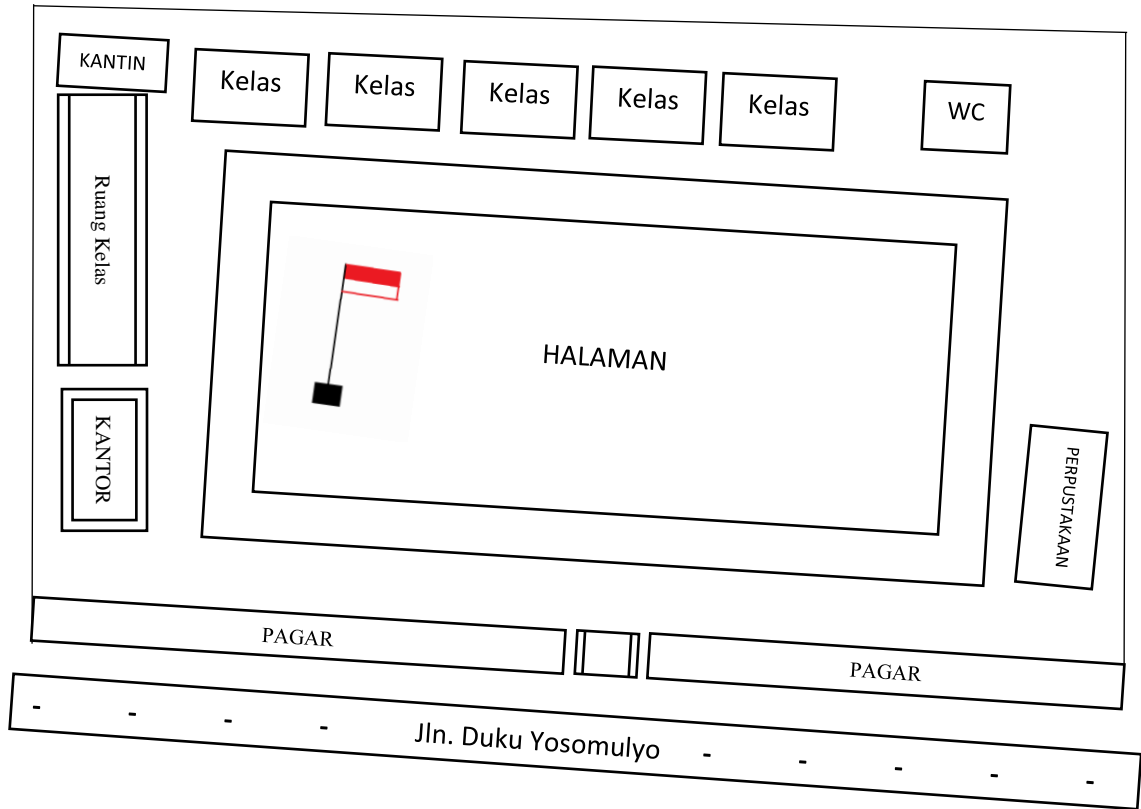 KANTIN
Kelas
Kelas
Kelas
Kelas
Kelas
WC
Ruang Kelas
HALAMAN
KANTOR
PERPUSTAKAAN
PAGAR
PAGAR
Jln. Duku Yosomulyo